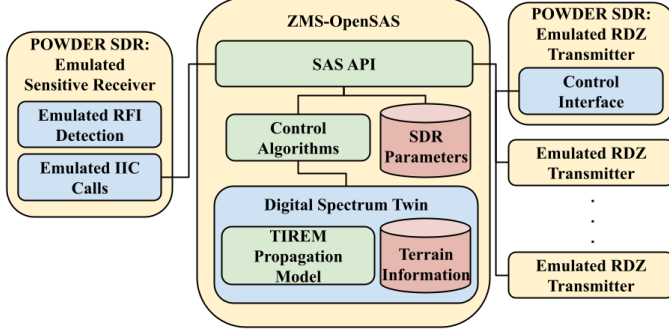 POWDER SDR:
Emulated
Sensitive Receiver
Emulated RFI
Detection
Emulated IIC
Calls
ZMS-OpenSAS
SAS API
Control
Algorithms
SDR
Parameters
Digital Spectrum Twin
TIREM
Propagation
Model
Terrain
Information
POWDER SDR:
Emulated RDZ
Transmitter
Control
Interface
Emulated RDZ
Transmitter
.
.
.
Emulated RDZ
Transmitter